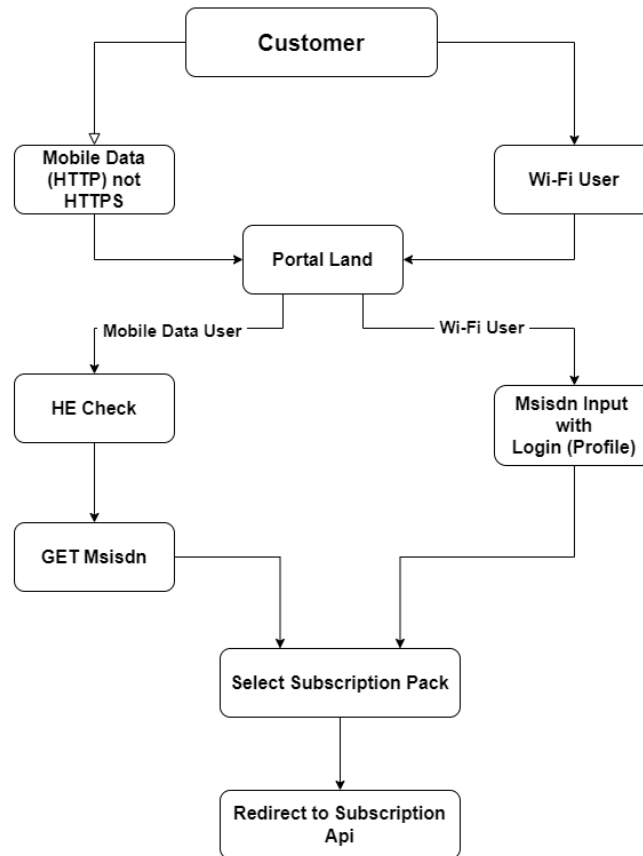 Customer
Mobile Data
(HTTP) not
HTTPS
Wi-Fi User
Portal Land
Mobile Data User
Wi-Fi User
HE Check
Msisdn Input
with
Login (Profile)
GET Msisdn
Select Subscription Pack
Redirect to Subscription
Api